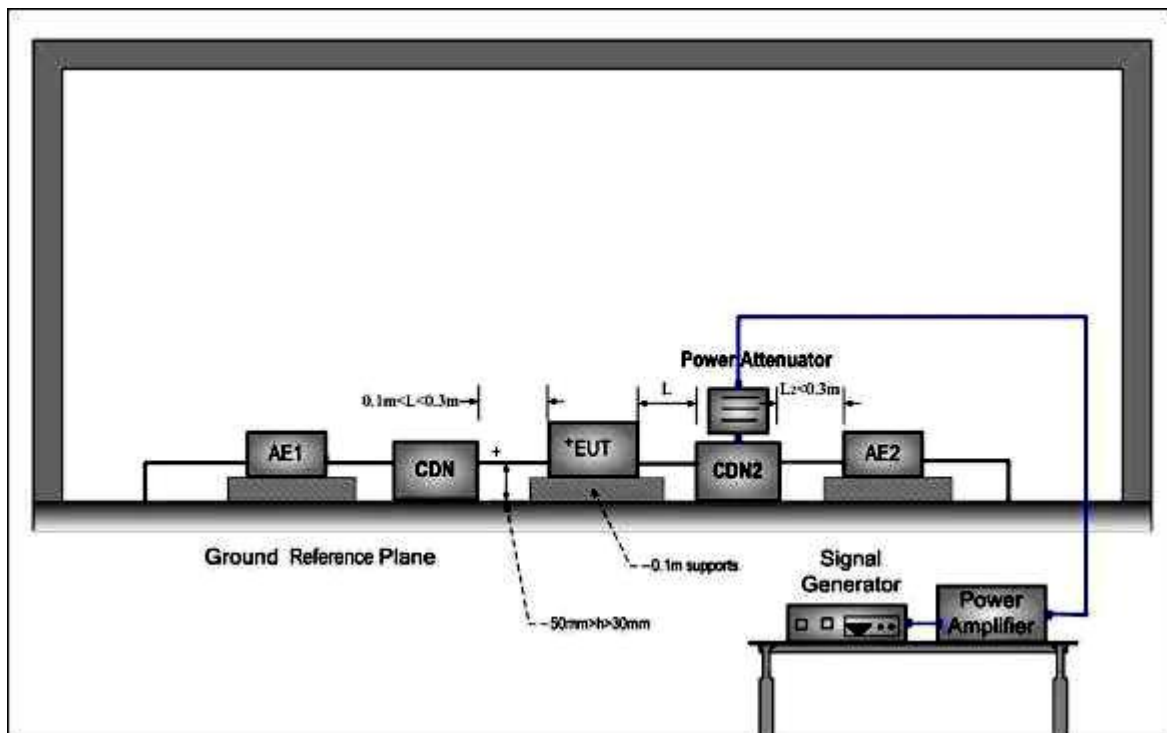 Power Attenuator
0.1m<L<0.3m
L
L2<0.3m
AE1
CDN
+
+EUT
CDN2
AE2
Ground Reference Plane
0.1m supports
50mm>h>30mm
Signal
Generator
Power
Amplifier